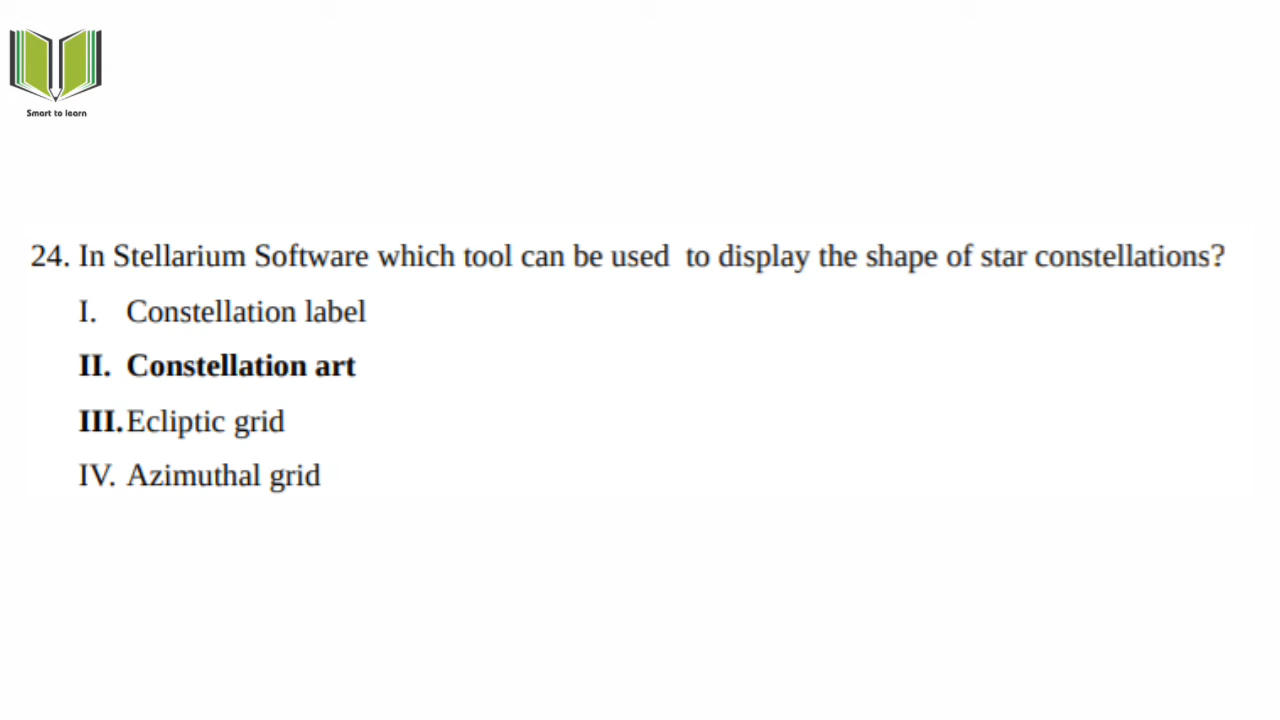 Smart to learn
24. In Stellarium Software which tool can be used to display the shape of star constellations?
I. Constellation label
II. Constellation art
III. Ecliptic grid
IV. Azimuthal grid